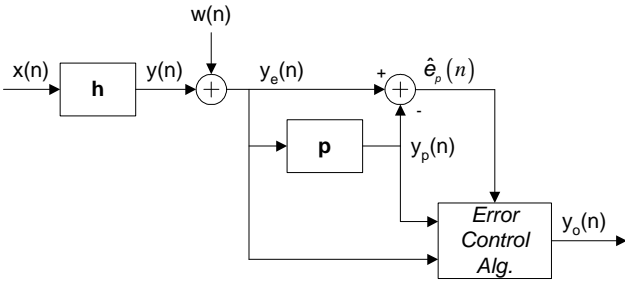 w(n)
x(n)
h
y(n)
+
y_e(n)
+
+
ê_p(n)
-
p
y_p(n)
Error
Control
Alg.
y_o(n)